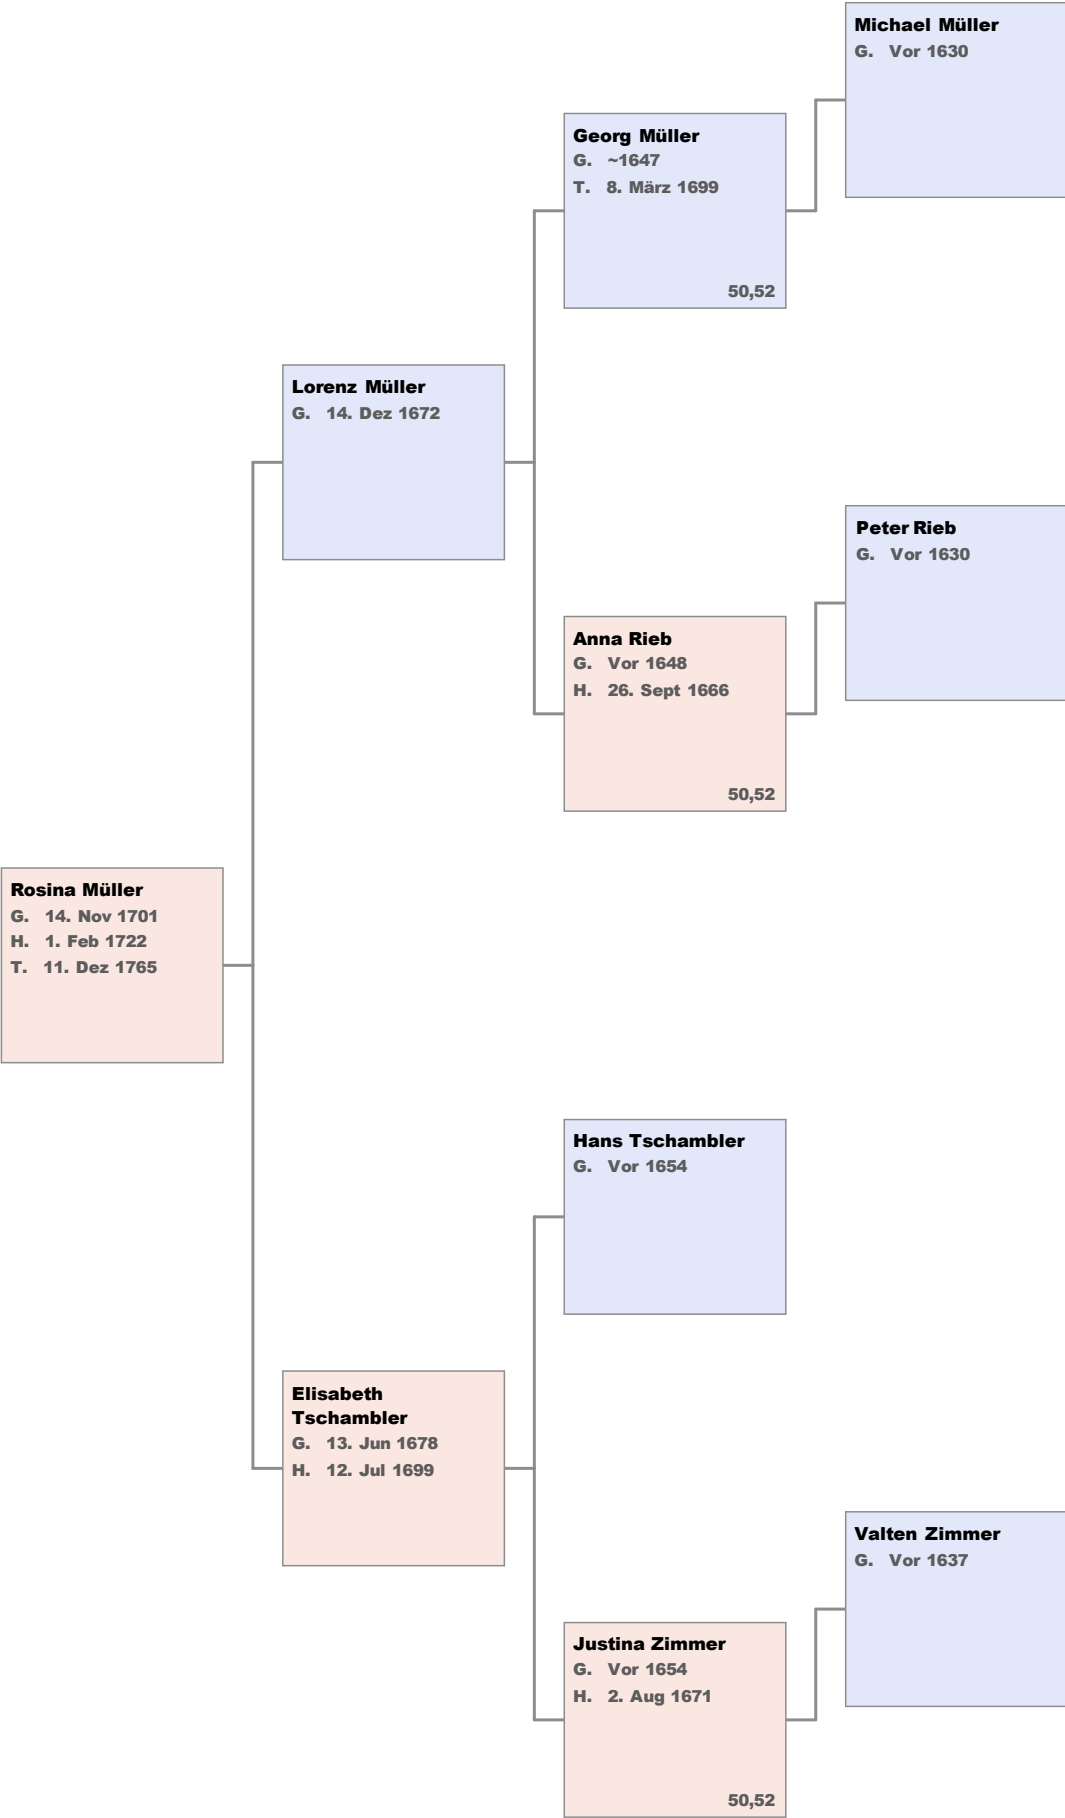 Michael Müller
G. Vor 1630
Georg Müller
G. ~1647
T. 8. März 1699
50,52
Lorenz Müller
G. 14. Dez 1672
Peter Rieb
G. Vor 1630
Anna Rieb
G. Vor 1648
H. 26. Sept 1666
50,52
Rosina Müller
G. 14. Nov 1701
H. 1. Feb 1722
T. 11. Dez 1765
Hans Tschambler
G. Vor 1654
Elisabeth
Tschambler
G. 13. Jun 1678
H. 12. Jul 1699
Valten Zimmer
G. Vor 1637
Justina Zimmer
G. Vor 1654
H. 2. Aug 1671
50,52